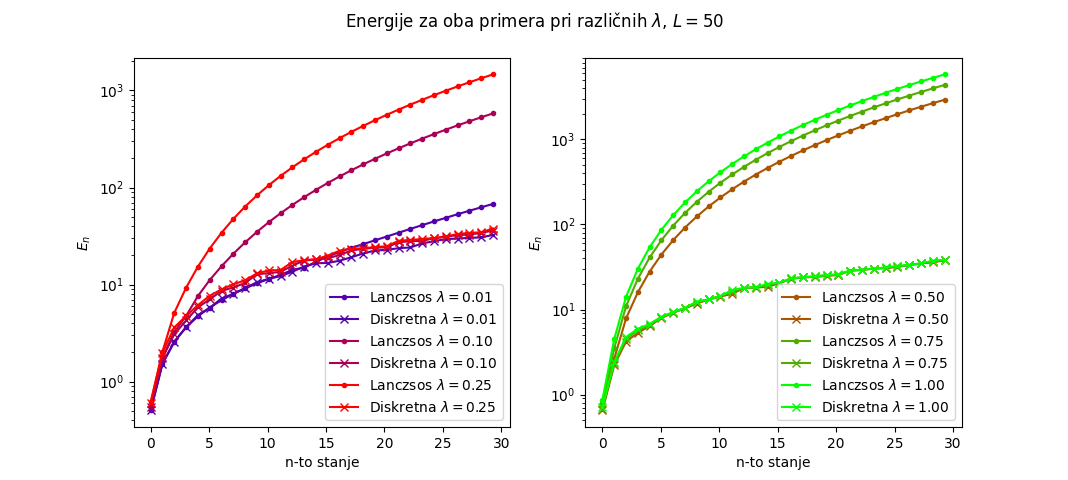 Energije za oba primera pri različnih λ, L = 50
10³
10²
10¹
10⁰
Eₙ
0 5 10 15 20 25 30
n-to stanje
Lanczsos λ = 0.01
Diskretna λ = 0.01
Lanczsos λ = 0.10
Diskretna λ = 0.10
Lanczsos λ = 0.25
Diskretna λ = 0.25
10³
10²
10¹
10⁰
Eₙ
0 5 10 15 20 25 30
n-to stanje
Lanczsos λ = 0.50
Diskretna λ = 0.50
Lanczsos λ = 0.75
Diskretna λ = 0.75
Lanczsos λ = 1.00
Diskretna λ = 1.00